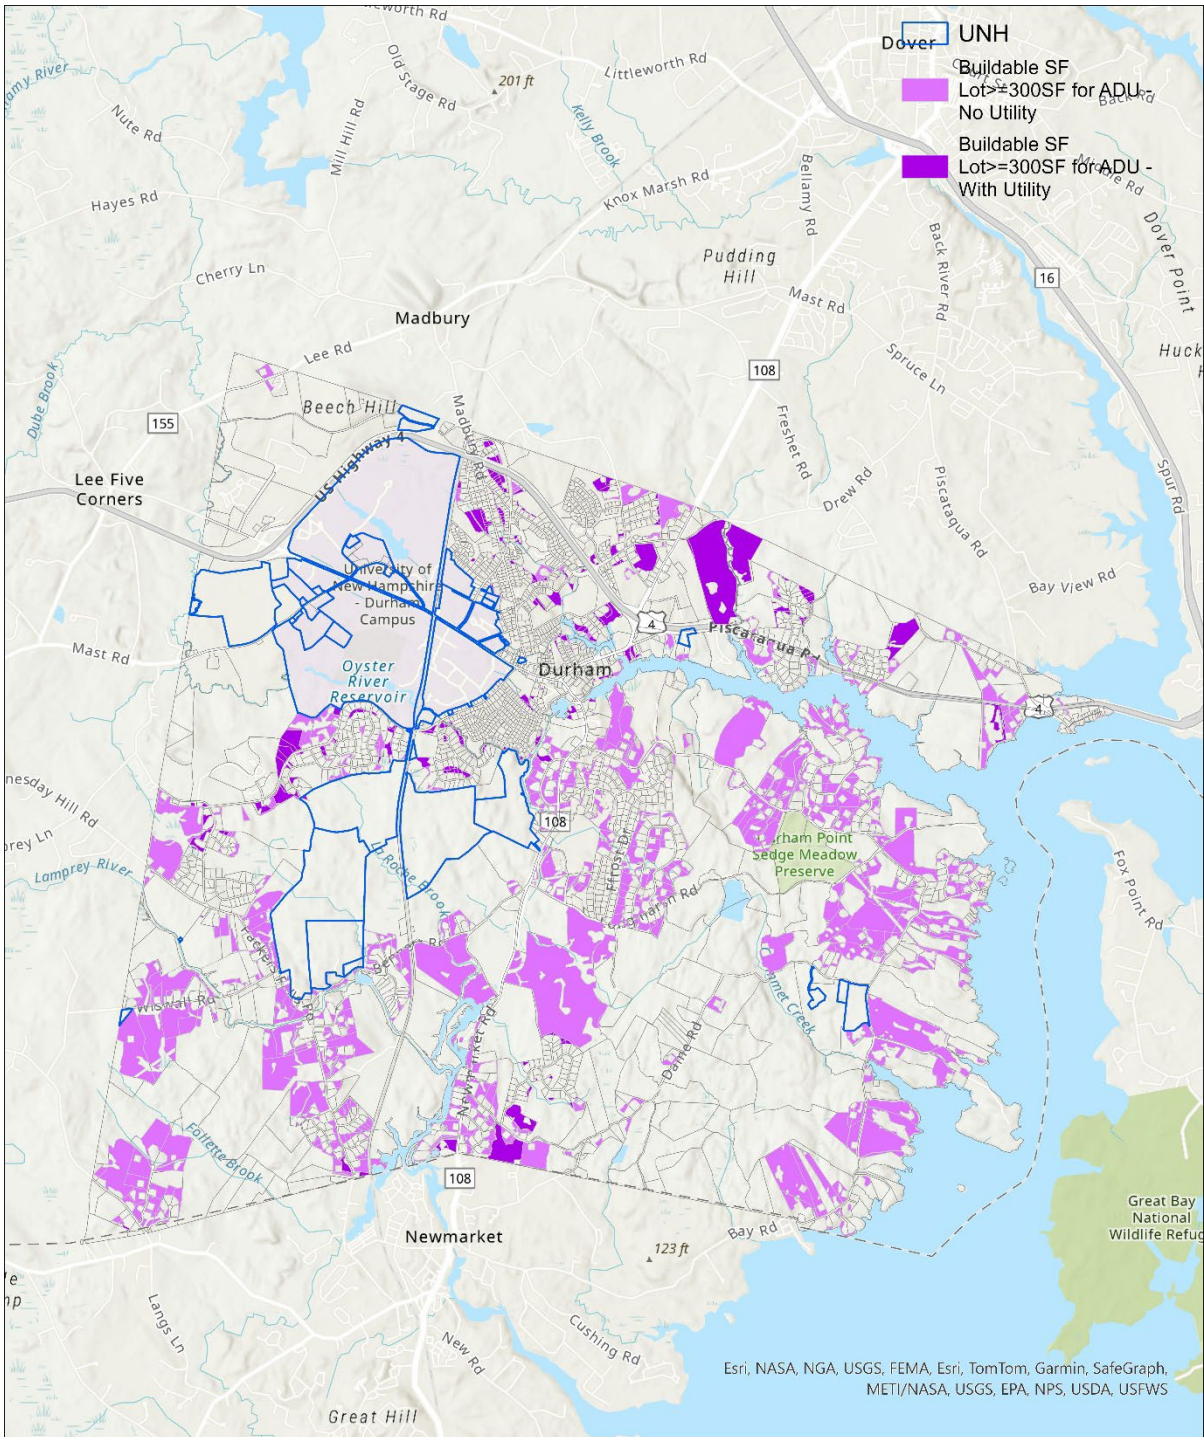 UNH
Buildable SF
Lot>=300SF for ADU -
No Utility
Buildable SF
Lot>=300SF for ADU -
With Utility
Dover
Littleworth Rd
Old Stage Rd
201 ft
Back Rd
Nute Rd
Mill Hill Rd
Kelly Brook
Bellamy Rd
Middle Rd
Hayes Rd
Knox Marsh Rd
Dover Point
Back River Rd
Pudding
Hill
Cherry Ln
16
Mast Rd
Madbury
Lee Rd
Spruce Ln
Dube Brook
108
Beech Hill
155
Madbury Rd
Freshet Rd
US Highway 4
Lee Five
Corners
Drew Rd
Piscataqua Rd
Spur Rd
University of
New Hampshire
- Durham
Campus
Bay View Rd
4
Mast Rd
Oyster
River
Reservoir
Durham
4
108
Ffrost Dr
Sedge Meadow
Preserve
Fox Point Rd
Lamprey River
Wiswall Rd
Dame Rd
Follette Brook
108
Newmarket
Bay Rd
123 ft
Great Bay
National
Langs Ln
New Rd
Cushing Rd
Great Hill
Esri, NASA, NGA, USGS, FEMA, Esri, TomTom, Garmin, SafeGraph,
METI/NASA, USGS, EPA, NPS, USDA, USFWS